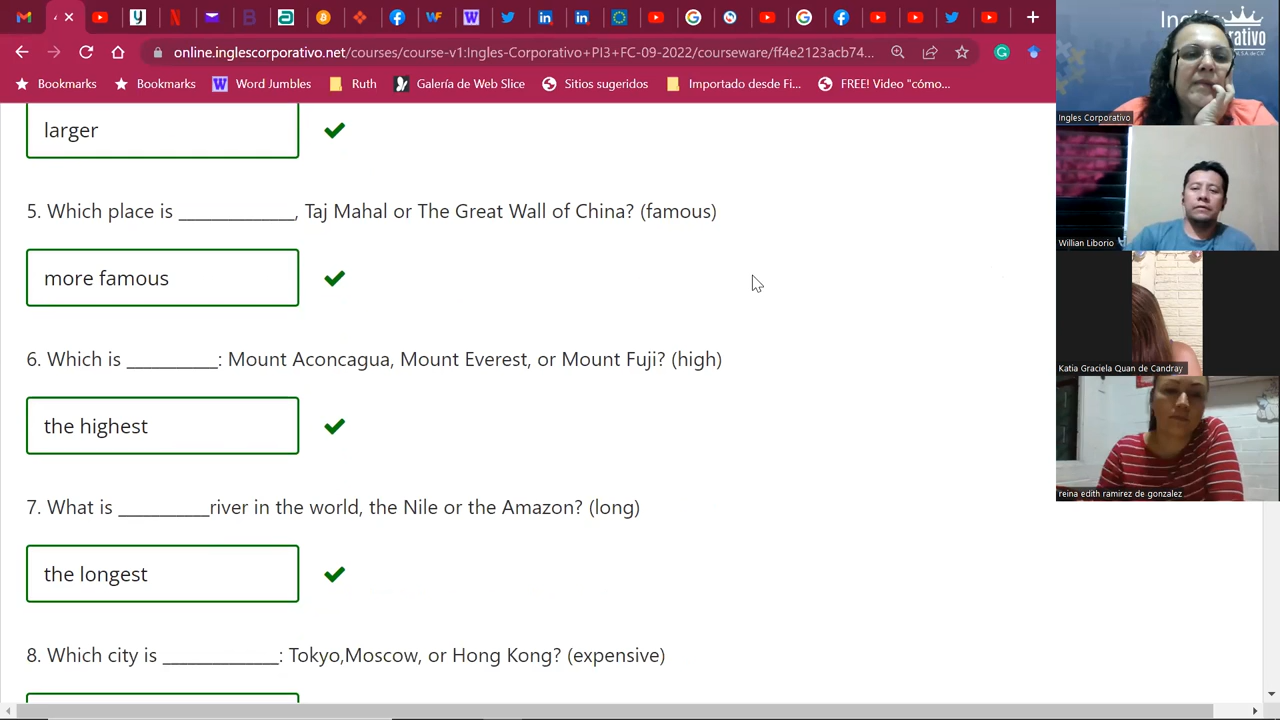 online.inglescorporativo.net/courses/course-v1:Ingles-Corporativo+PI3+FC-09-2022/courseware/ff4e2123acb74...
Bookmarks
Bookmarks
Word Jumbles
Ruth
Galería de Web Slice
Sitios sugeridos
Importado desde Fi...
FREE! Video "cómo...
larger
5. Which place is ______________, Taj Mahal or The Great Wall of China? (famous)
more famous
6. Which is ___________: Mount Aconcagua, Mount Everest, or Mount Fuji? (high)
the highest
7. What is ___________river in the world, the Nile or the Amazon? (long)
the longest
8. Which city is ______________: Tokyo,Moscow, or Hong Kong? (expensive)
Ingles Corporativo
Willian Liborio
Katia Graciela Quan de Candray
reina edith ramirez de gonzalez